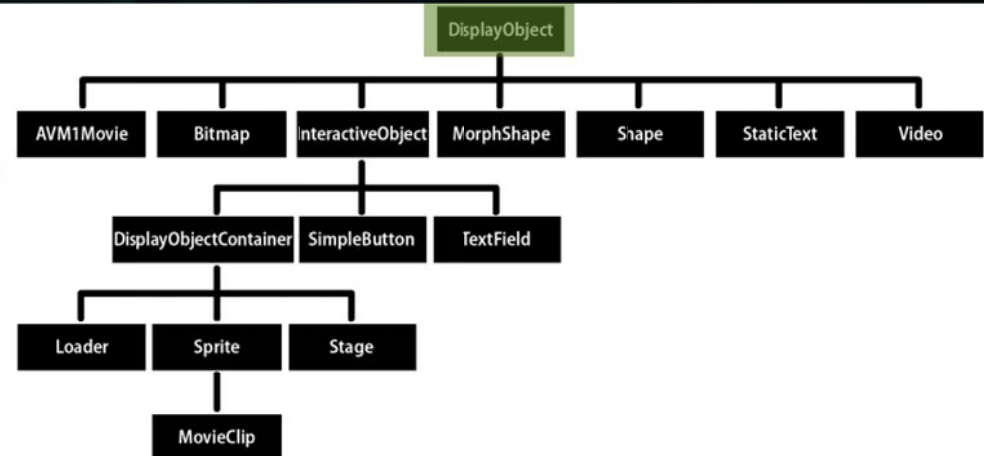 DisplayObject
AVM1Movie
Bitmap
InteractiveObject
MorphShape
Shape
StaticText
Video
DisplayObjectContainer
SimpleButton
TextField
Loader
Sprite
Stage
MovieClip